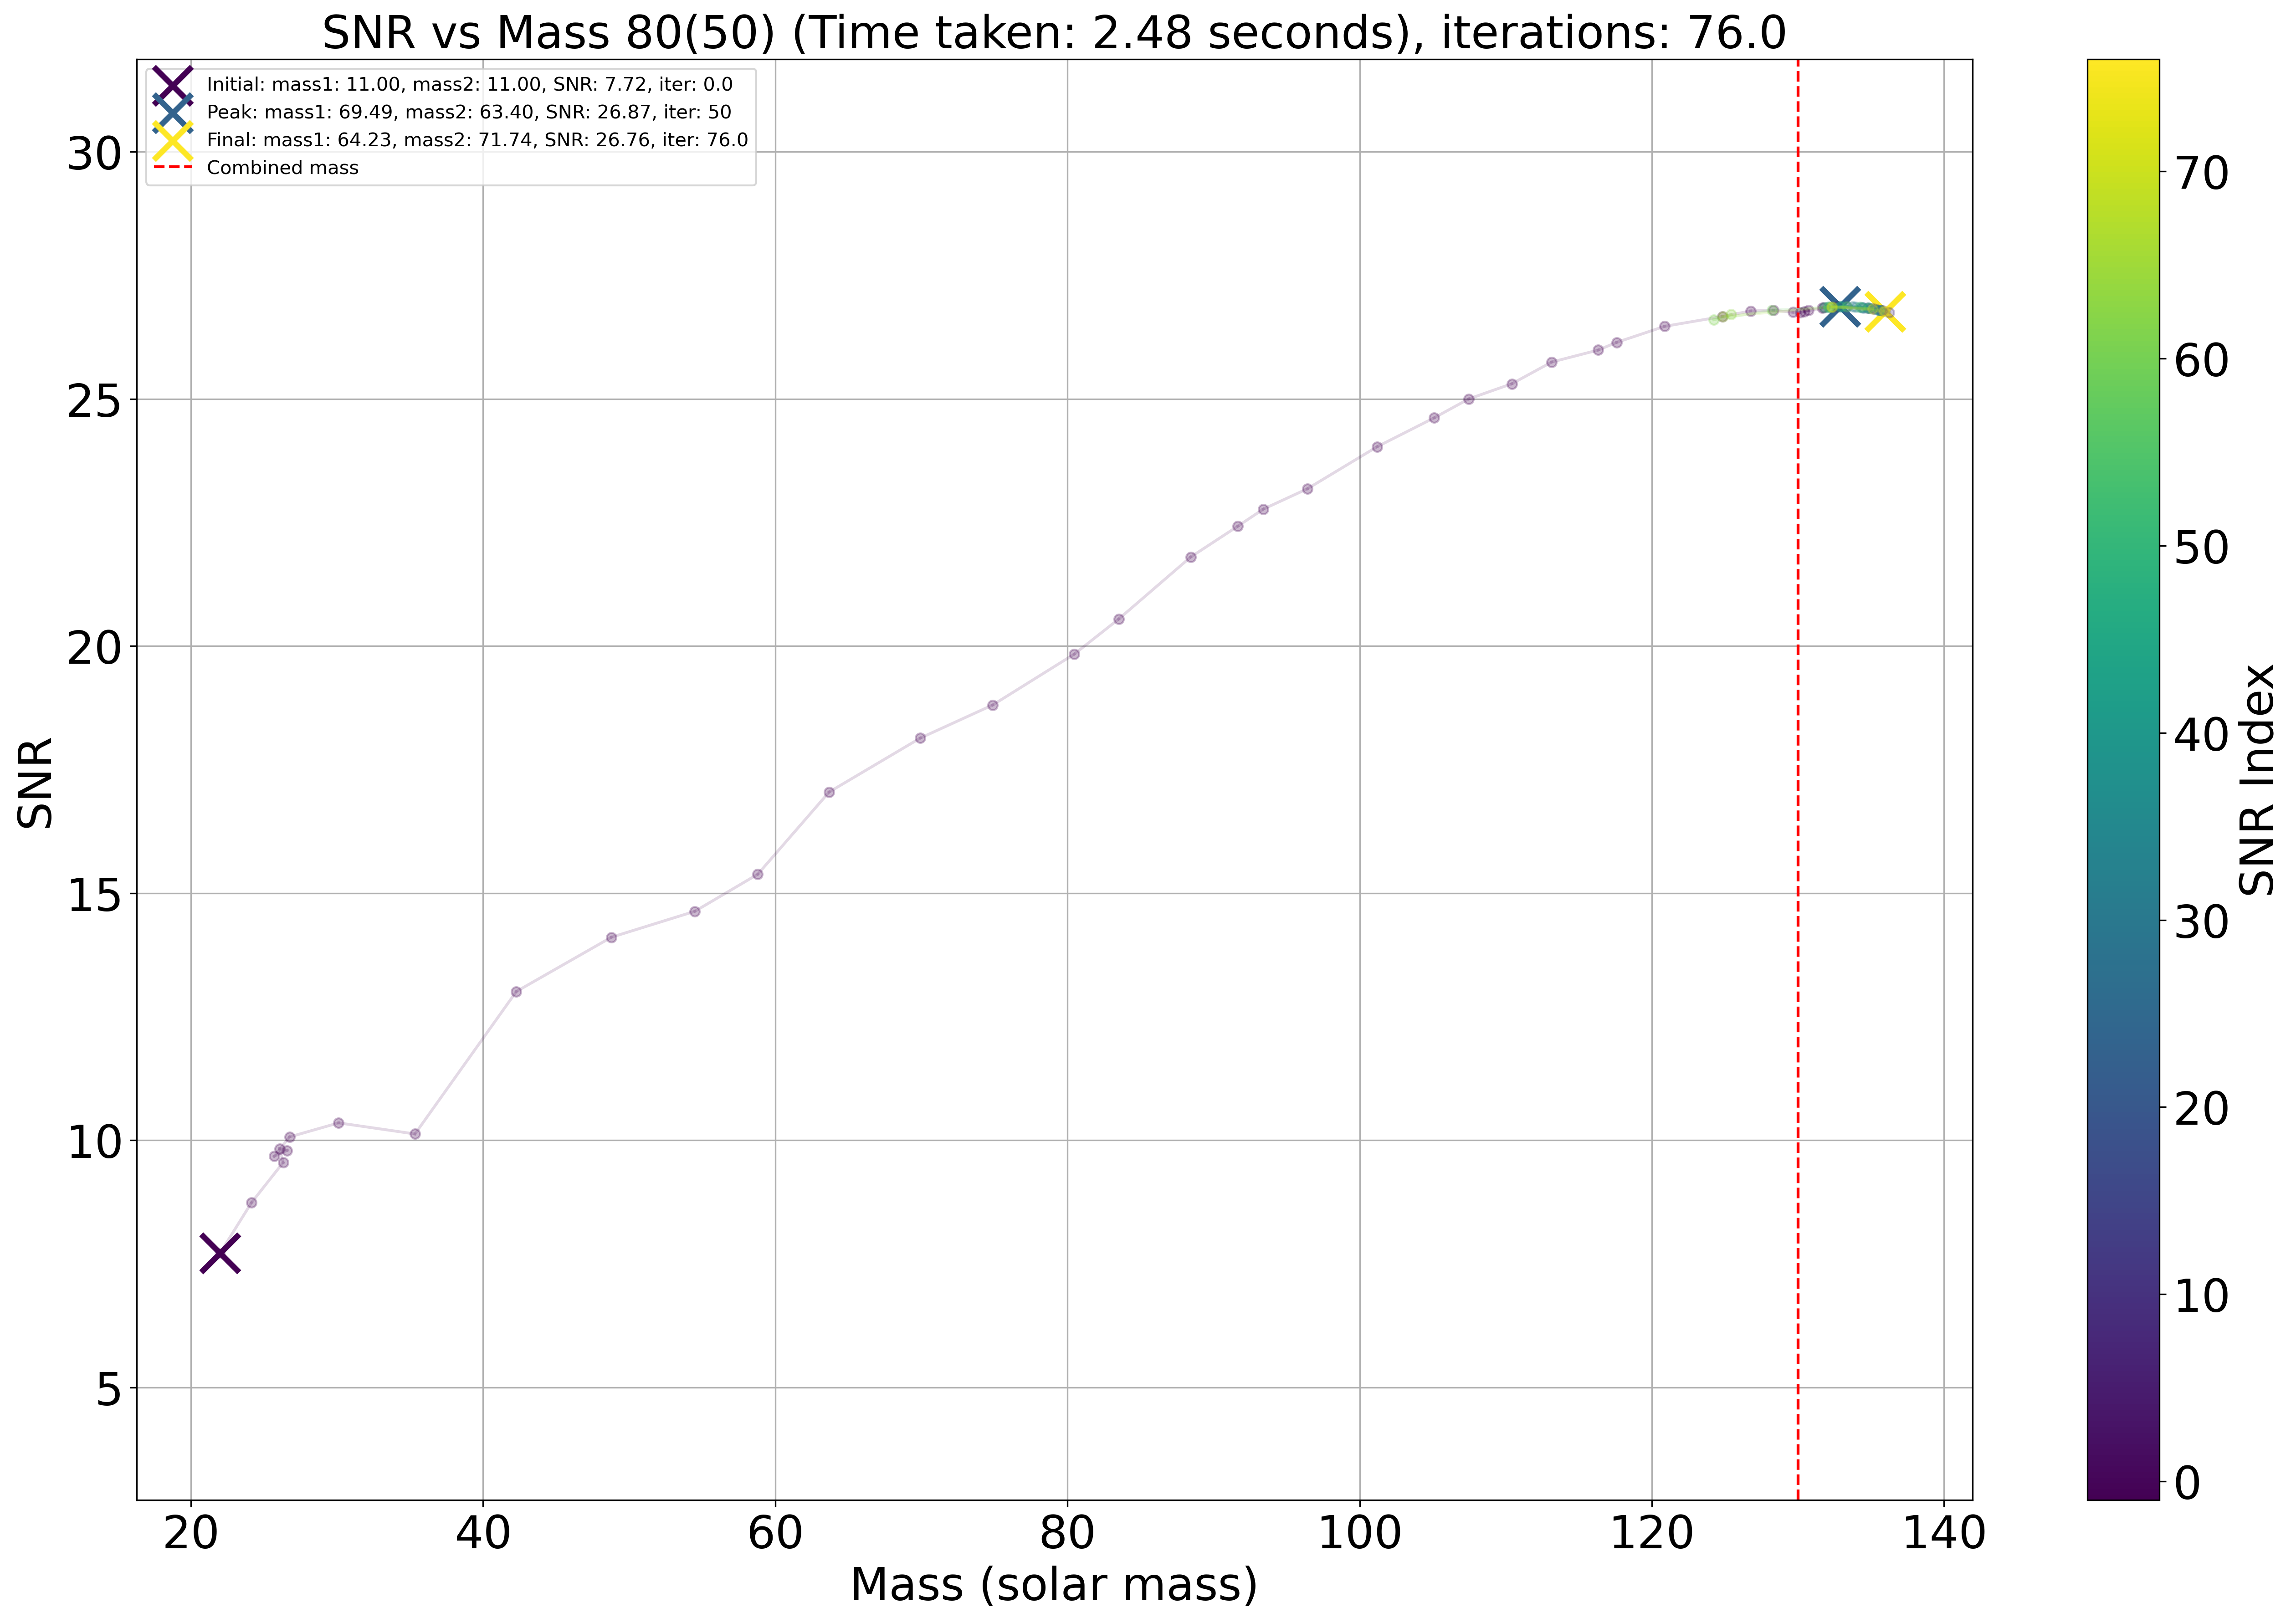 SNR vs Mass 80(50) (Time taken: 2.48 seconds), iterations: 76.0
Initial: mass1: 11.00, mass2: 11.00, SNR: 7.72, iter: 0.0
Peak: mass1: 69.49, mass2: 63.40, SNR: 26.87, iter: 50
Final: mass1: 64.23, mass2: 71.74, SNR: 26.76, iter: 76.0
Combined mass
30
25
20
15
10
5
SNR
20 40 60 80 100 120 140
Mass (solar mass)
70
60
50
40
30
20
10
0
SNR Index